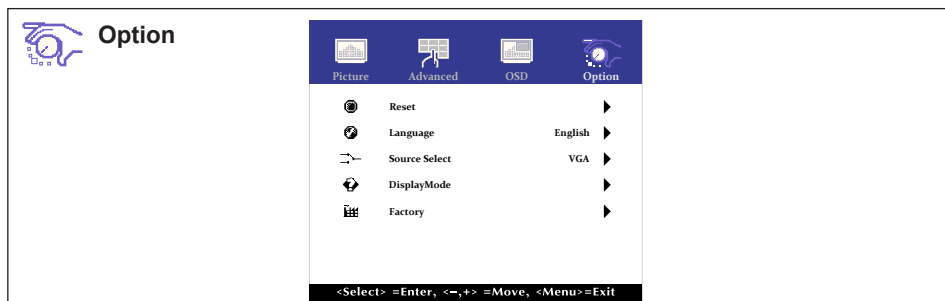 Option
Picture Advanced OSD Option
Reset
Language English
Source Select VGA
DisplayMode
Factory
<Select> =Enter, <−,+> =Move, <Menu>=Exit